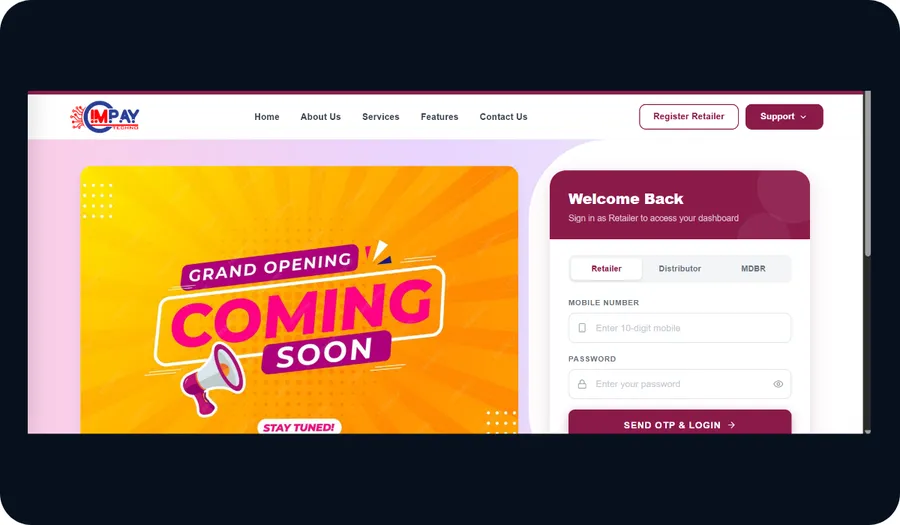 IMPAY
TECHNO
Home
About Us
Services
Features
Contact Us
Register Retailer
Support
GRAND OPENING
COMING
SOON
STAY TUNED!
Welcome Back
Sign in as Retailer to access your dashboard
Retailer
Distributor
MDBR
MOBILE NUMBER
Enter 10-digit mobile
PASSWORD
Enter your password
SEND OTP & LOGIN →